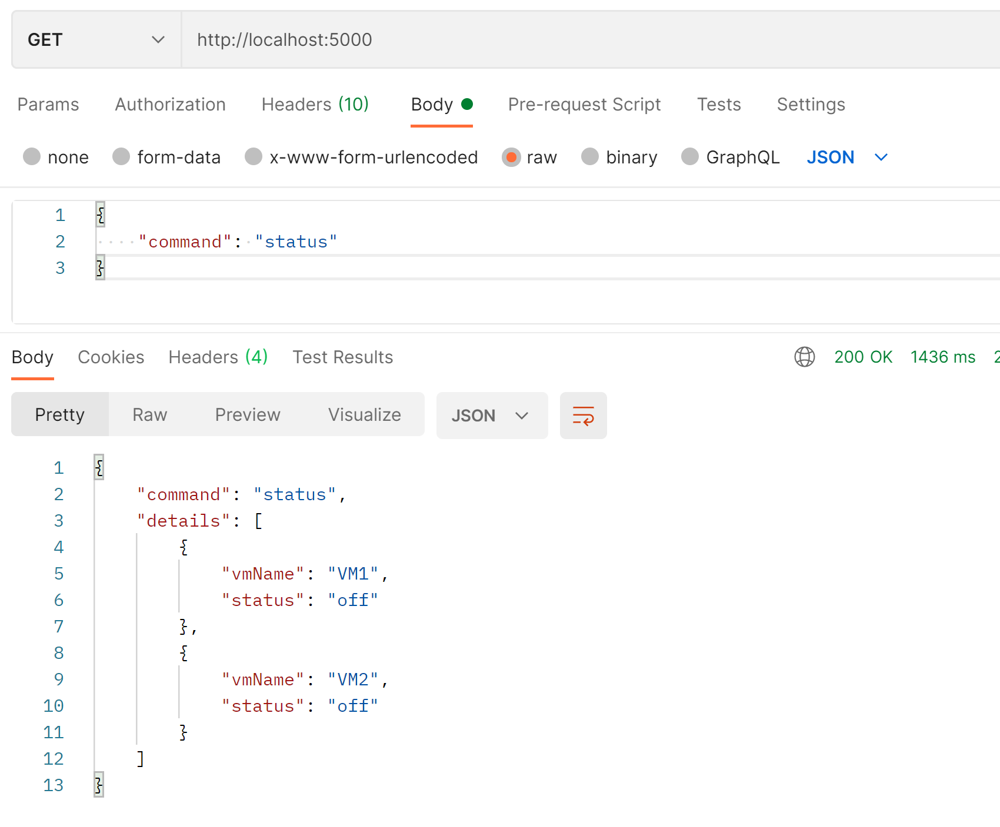 GET http://localhost:5000
Params Authorization Headers (10) Body Pre-request Script Tests Settings
none form-data x-www-form-urlencoded raw binary GraphQL JSON
1 {
2 "command": "status"
3 }
Body Cookies Headers (4) Test Results 200 OK 1436 ms
Pretty Raw Preview Visualize JSON
1 {
2 "command": "status",
3 "details": [
4 {
5 "vmName": "VM1",
6 "status": "off"
7 },
8 {
9 "vmName": "VM2",
10 "status": "off"
11 }
12 ]
13 }